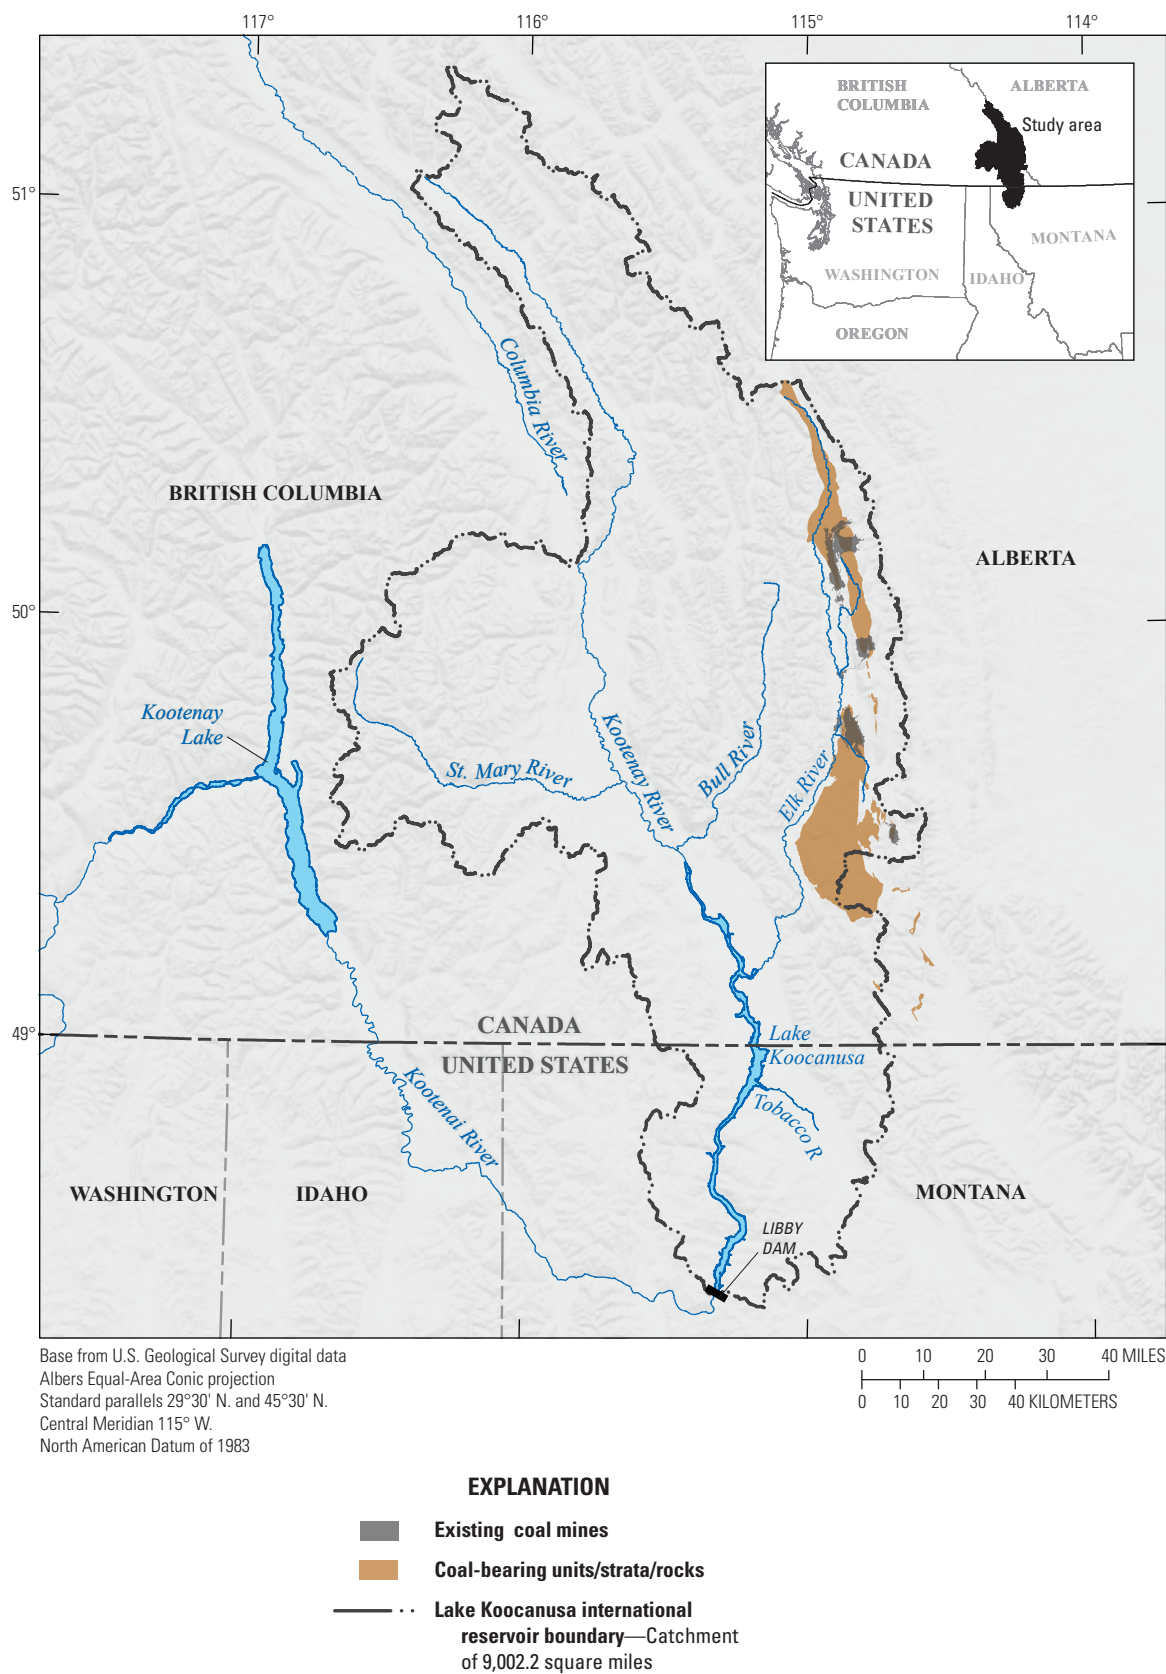 117°
116°
115°
114°
51°
50°
49°
BRITISH
COLUMBIA
ALBERTA
Study area
CANADA
UNITED
STATES
MONTANA
WASHINGTON
IDAHO
OREGON
Columbia River
BRITISH COLUMBIA
ALBERTA
Kootenay
Lake
St. Mary River
Kootenay River
Bull River
Elk River
CANADA
UNITED STATES
Lake
Koocanusa
Kootenai River
Tobacco R
WASHINGTON
IDAHO
MONTANA
LIBBY
DAM
Base from U.S. Geological Survey digital data
Albers Equal-Area Conic projection
Standard parallels 29°30' N. and 45°30' N.
Central Meridian 115° W.
North American Datum of 1983
0 10 20 30 40 MILES
0 10 20 30 40 KILOMETERS
EXPLANATION
Existing coal mines
Coal-bearing units/strata/rocks
Lake Koocanusa international
reservoir boundary—Catchment
of 9,002.2 square miles